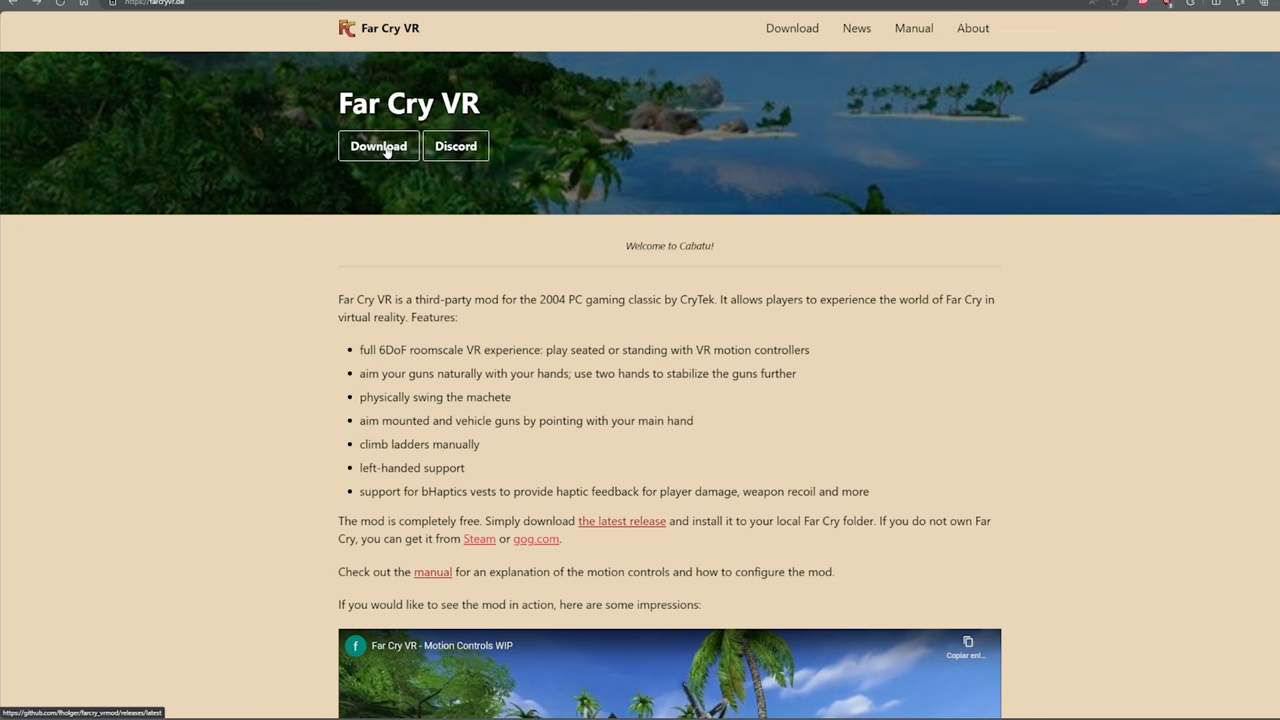 https://farcryvr.de
Far Cry VR
Download
News
Manual
About
Far Cry VR
Download
Discord
Welcome to Cabatu!
Far Cry VR is a third-party mod for the 2004 PC gaming classic by CryTek. It allows players to experience the world of Far Cry in
virtual reality. Features:
• full 6DoF roomscale VR experience: play seated or standing with VR motion controllers
• aim your guns naturally with your hands; use two hands to stabilize the guns further
• physically swing the machete
• aim mounted and vehicle guns by pointing with your main hand
• climb ladders manually
• left-handed support
• support for bHaptics vests to provide haptic feedback for player damage, weapon recoil and more
The mod is completely free. Simply download the latest release and install it to your local Far Cry folder. If you do not own Far
Cry, you can get it from Steam or gog.com.
Check out the manual for an explanation of the motion controls and how to configure the mod.
If you would like to see the mod in action, here are some impressions:
f
Far Cry VR - Motion Controls WIP
Copiar enl...
https://github.com/fholger/farcry_vrmod/releases/latest